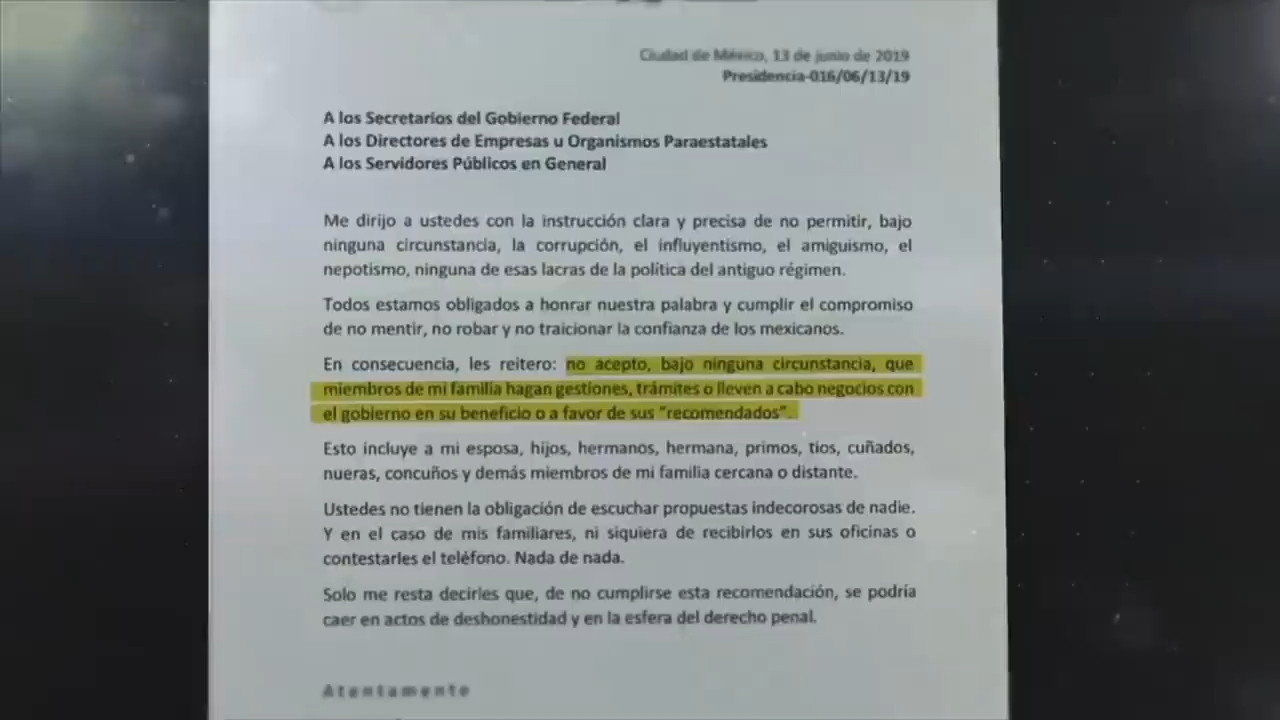 Ciudad de México, 13 de junio de 2019
Presidencia-016/06/13/19
A los Secretarios del Gobierno Federal
A los Directores de Empresas u Organismos Paraestatales
A los Servidores Públicos en General
Me dirijo a ustedes con la instrucción clara y precisa de no permitir, bajo
ninguna circunstancia, la corrupción, el influyentismo, el amiguismo, el
nepotismo, ninguna de esas lacras de la política del antiguo régimen.
Todos estamos obligados a honrar nuestra palabra y cumplir el compromiso
de no mentir, no robar y no traicionar la confianza de los mexicanos.
En consecuencia, les reitero: no acepto, bajo ninguna circunstancia, que
miembros de mi familia hagan gestiones, trámites o lleven a cabo negocios con
el gobierno en su beneficio o a favor de sus "recomendados".
Esto incluye a mi esposa, hijos, hermanos, hermana, primos, tíos, cuñados,
nueras, concuños y demás miembros de mi familia cercana o distante.
Ustedes no tienen la obligación de escuchar propuestas indecorosas de nadie.
Y en el caso de mis familiares, ni siquiera de recibirlos en sus oficinas o
contestarles el teléfono. Nada de nada.
Solo me resta decirles que, de no cumplirse esta recomendación, se podría
caer en actos de deshonestidad y en la esfera del derecho penal.
Atentamente